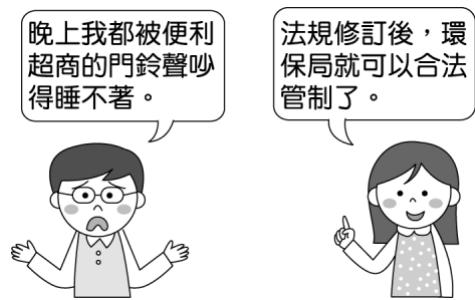 晚上我都被便利
超商的門鈴聲吵
得睡不著。
法規修訂後，環
保局就可以合法
管制了。